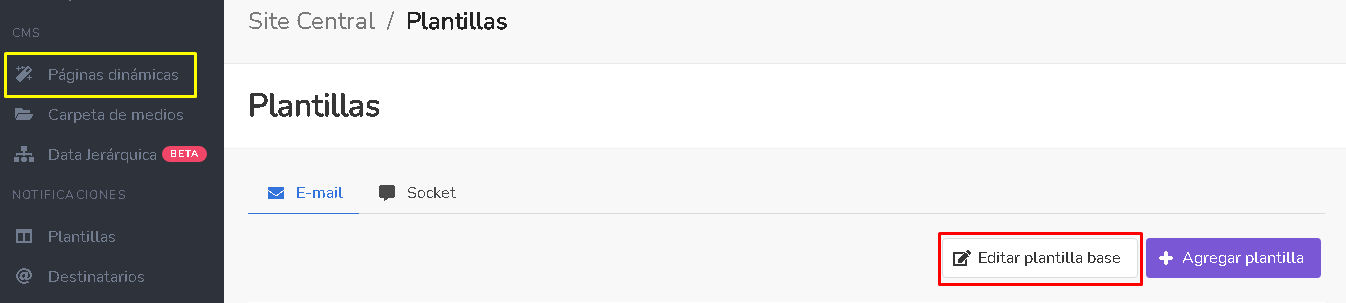 CMS
Páginas dinámicas
Carpeta de medios
Data Jerárquica BETA
NOTIFICACIONES
Plantillas
Destinatarios
Site Central / Plantillas
Plantillas
E-mail Socket
Editar plantilla base Agregar plantilla